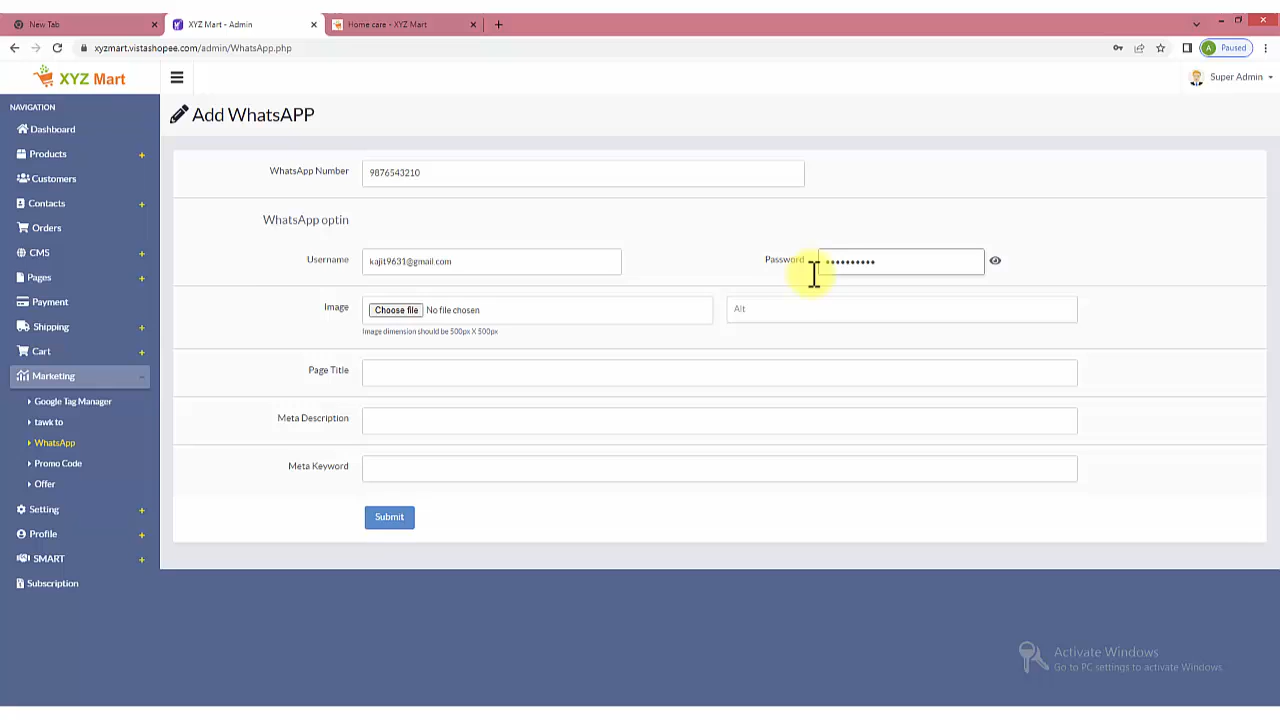 New Tab
XYZ Mart - Admin
Home care - XYZ Mart
xyzmart.vistashopee.com/admin/WhatsApp.php
A Paused
XYZ Mart
Super Admin
NAVIGATION
Dashboard
Products +
Customers
Contacts +
Orders
CMS +
Pages +
Payment
Shipping +
Cart +
Marketing -
Google Tag Manager
tawk to
WhatsApp
Promo Code
Offer
Setting +
Profile +
SMART +
Subscription
Add WhatsAPP
WhatsApp Number 9876543210
WhatsApp optin
Username kajit9631@gmail.com Password ••••••••••
Image Choose file No file chosen Alt
Image dimension should be 500px X 500px
Page Title
Meta Description
Meta Keyword
Submit
Activate Windows
Go to PC settings to activate Windows.